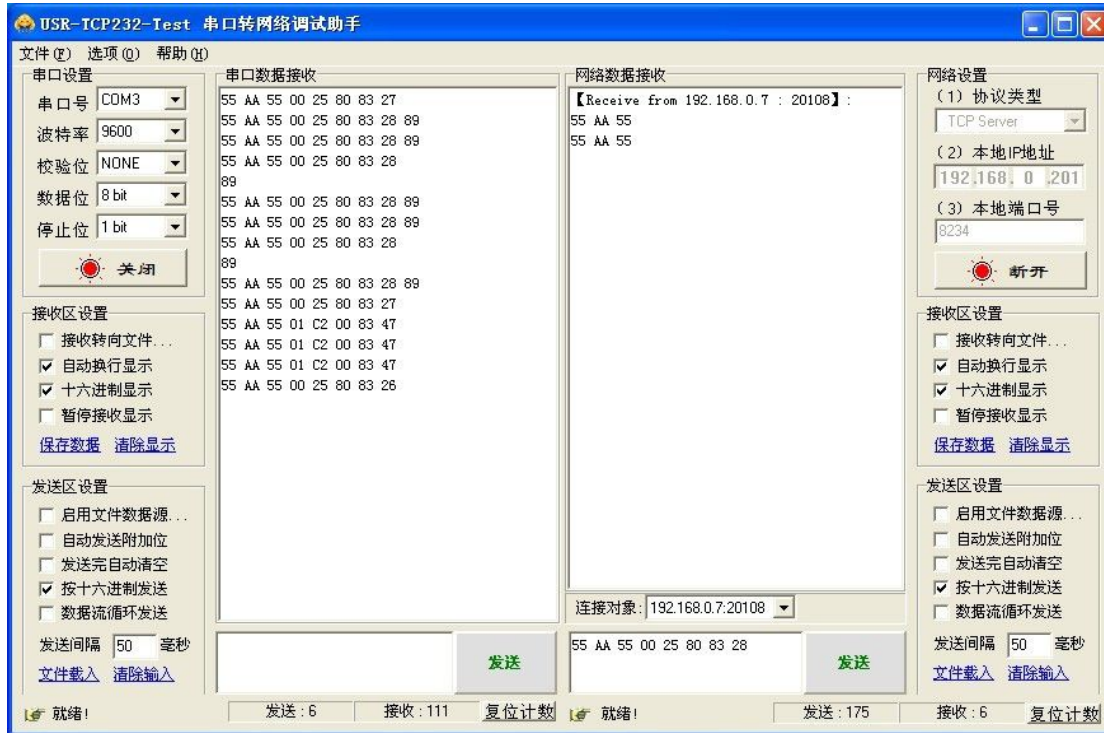 USR-TCP232-Test 串口转网络调试助手
文件(F) 选项(O) 帮助(H)
串口设置
串口号 COM3
波特率 9600
校验位 NONE
数据位 8 bit
停止位 1 bit
关闭
接收区设置
接收转向文件...
自动换行显示
十六进制显示
暂停接收显示
保存数据 清除显示
发送区设置
启用文件数据源...
自动发送附加位
发送完自动清空
按十六进制发送
数据流循环发送
发送间隔 50 毫秒
文件载入 清除输入
串口数据接收
55 AA 55 00 25 80 83 27
55 AA 55 00 25 80 83 28 89
55 AA 55 00 25 80 83 28 89
55 AA 55 00 25 80 83 28
89
55 AA 55 00 25 80 83 28 89
55 AA 55 00 25 80 83 28 89
55 AA 55 00 25 80 83 28
89
55 AA 55 00 25 80 83 28 89
55 AA 55 00 25 80 83 27
55 AA 55 01 C2 00 83 47
55 AA 55 01 C2 00 83 47
55 AA 55 01 C2 00 83 47
55 AA 55 00 25 80 83 26
发送
网络数据接收
【Receive from 192.168.0.7 : 20108】:
55 AA 55
55 AA 55
连接对象: 192.168.0.7:20108
55 AA 55 00 25 80 83 28
发送
网络设置
(1) 协议类型
TCP Server
(2) 本地IP地址
192.168. 0 .201
(3) 本地端口号
8234
断开
接收区设置
接收转向文件...
自动换行显示
十六进制显示
暂停接收显示
保存数据 清除显示
发送区设置
启用文件数据源...
自动发送附加位
发送完自动清空
按十六进制发送
数据流循环发送
发送间隔 50 毫秒
文件载入 清除输入
就绪! 发送:6 接收:111 复位计数
就绪! 发送:175 接收:6 复位计数